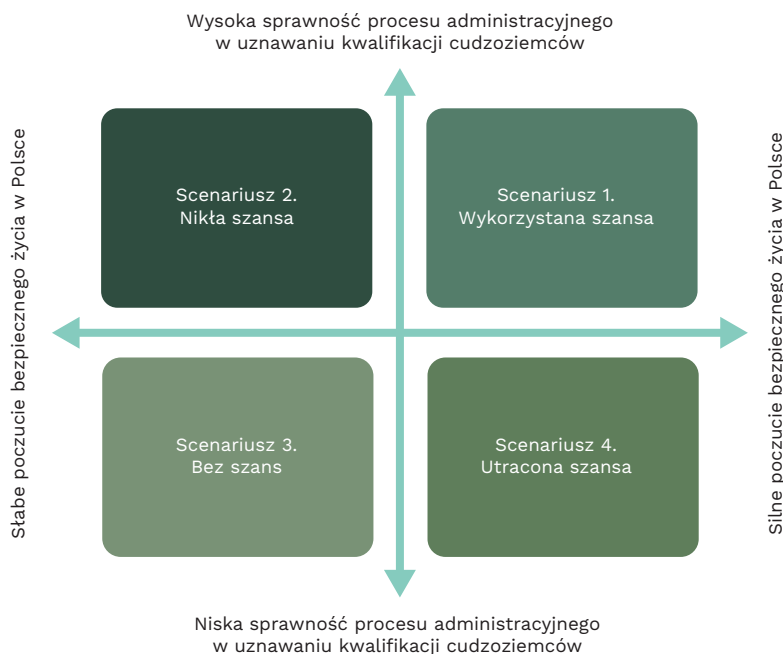 Wysoka sprawność procesu administracyjnego
w uznawaniu kwalifikacji cudzoziemców
Słabe poczucie bezpiecznego życia w Polsce
Scenariusz 2.
Nikła szansa
Scenariusz 1.
Wykorzystana szansa
Silne poczucie bezpiecznego życia w Polsce
Scenariusz 3.
Bez szans
Scenariusz 4.
Utracona szansa
Niska sprawność procesu administracyjnego
w uznawaniu kwalifikacji cudzoziemców